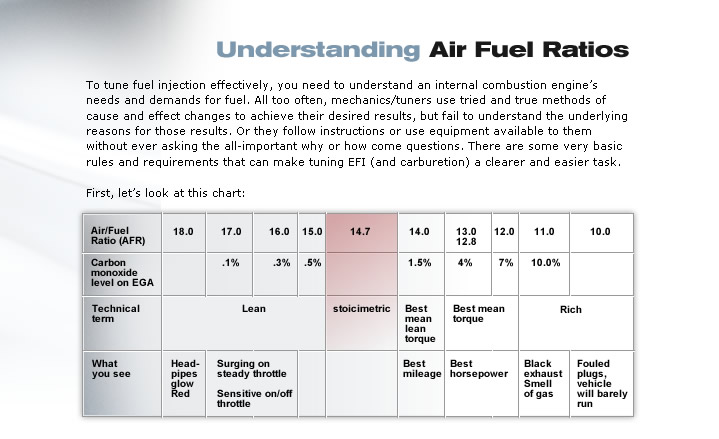 Understanding Air Fuel Ratios
To tune fuel injection effectively, you need to understand an internal combustion engine's
needs and demands for fuel. All too often, mechanics/tuners use tried and true methods of
cause and effect changes to achieve their desired results, but fail to understand the underlying
reasons for those results. Or they follow instructions or use equipment available to them
without ever asking the all-important why or how come questions. There are some very basic
rules and requirements that can make tuning EFI (and carburetion) a clearer and easier task.
First, let's look at this chart:
Air/Fuel
Ratio (AFR)
18.0
17.0
16.0
15.0
14.7
14.0
13.0
12.8
12.0
11.0
10.0
Carbon
monoxide
level on EGA
.1%
.3%
.5%
1.5%
4%
7%
10.0%
Technical
term
Lean
stoicimetric
Best
mean
lean
torque
Best mean
torque
Rich
What
you see
Head-
pipes
glow
Red
Surging on
steady throttle
Sensitive on/off
throttle
Best
mileage
Best
horsepower
Black
exhaust
Smell
of gas
Fouled
plugs,
vehicle
will barely
run